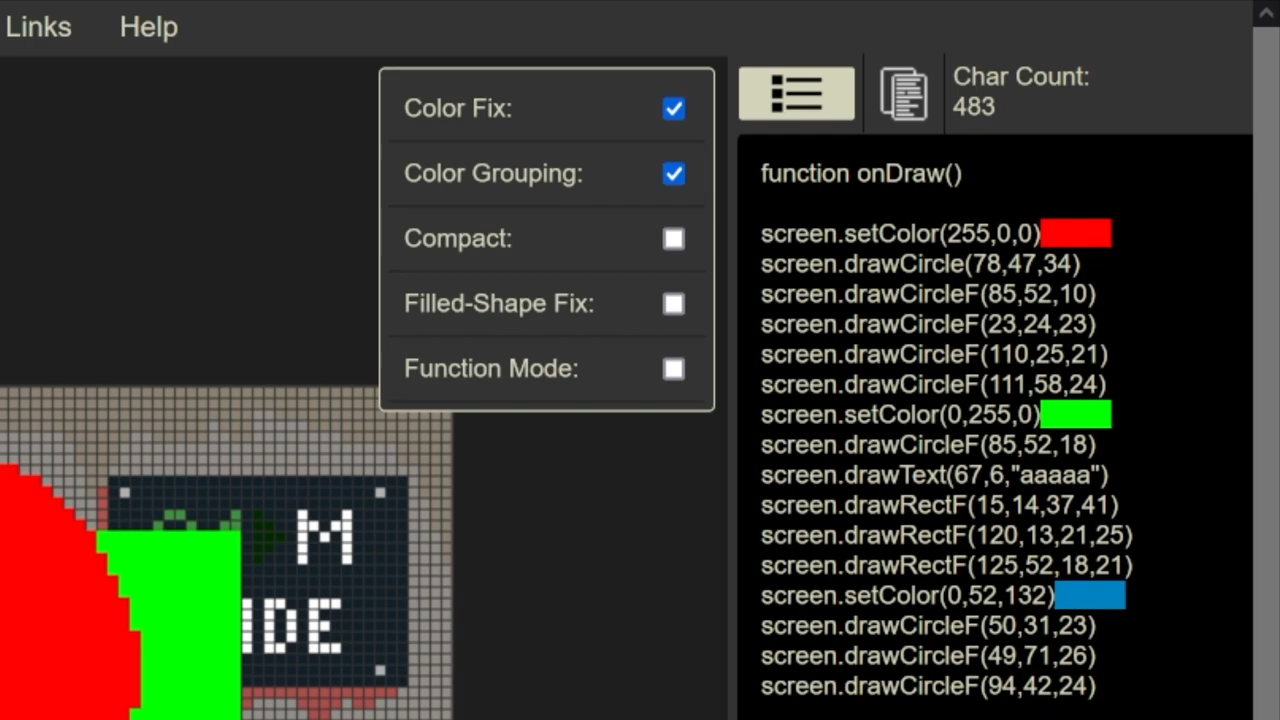 Links Help
Color Fix:
Color Grouping:
Compact:
Filled-Shape Fix:
Function Mode:
M
IDE
Char Count:
483
function onDraw()
screen.setColor(255,0,0)
screen.drawCircle(78,47,34)
screen.drawCircleF(85,52,10)
screen.drawCircleF(23,24,23)
screen.drawCircleF(110,25,21)
screen.drawCircleF(111,58,24)
screen.setColor(0,255,0)
screen.drawCircleF(85,52,18)
screen.drawText(67,6,"aaaaa")
screen.drawRectF(15,14,37,41)
screen.drawRectF(120,13,21,25)
screen.drawRectF(125,52,18,21)
screen.setColor(0,52,132)
screen.drawCircleF(50,31,23)
screen.drawCircleF(49,71,26)
screen.drawCircleF(94,42,24)